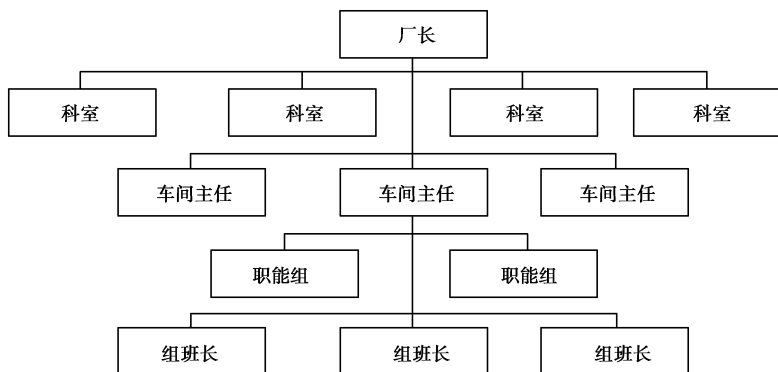 厂长
科室 科室 科室 科室
车间主任 车间主任 车间主任
职能组 职能组
组班长 组班长 组班长